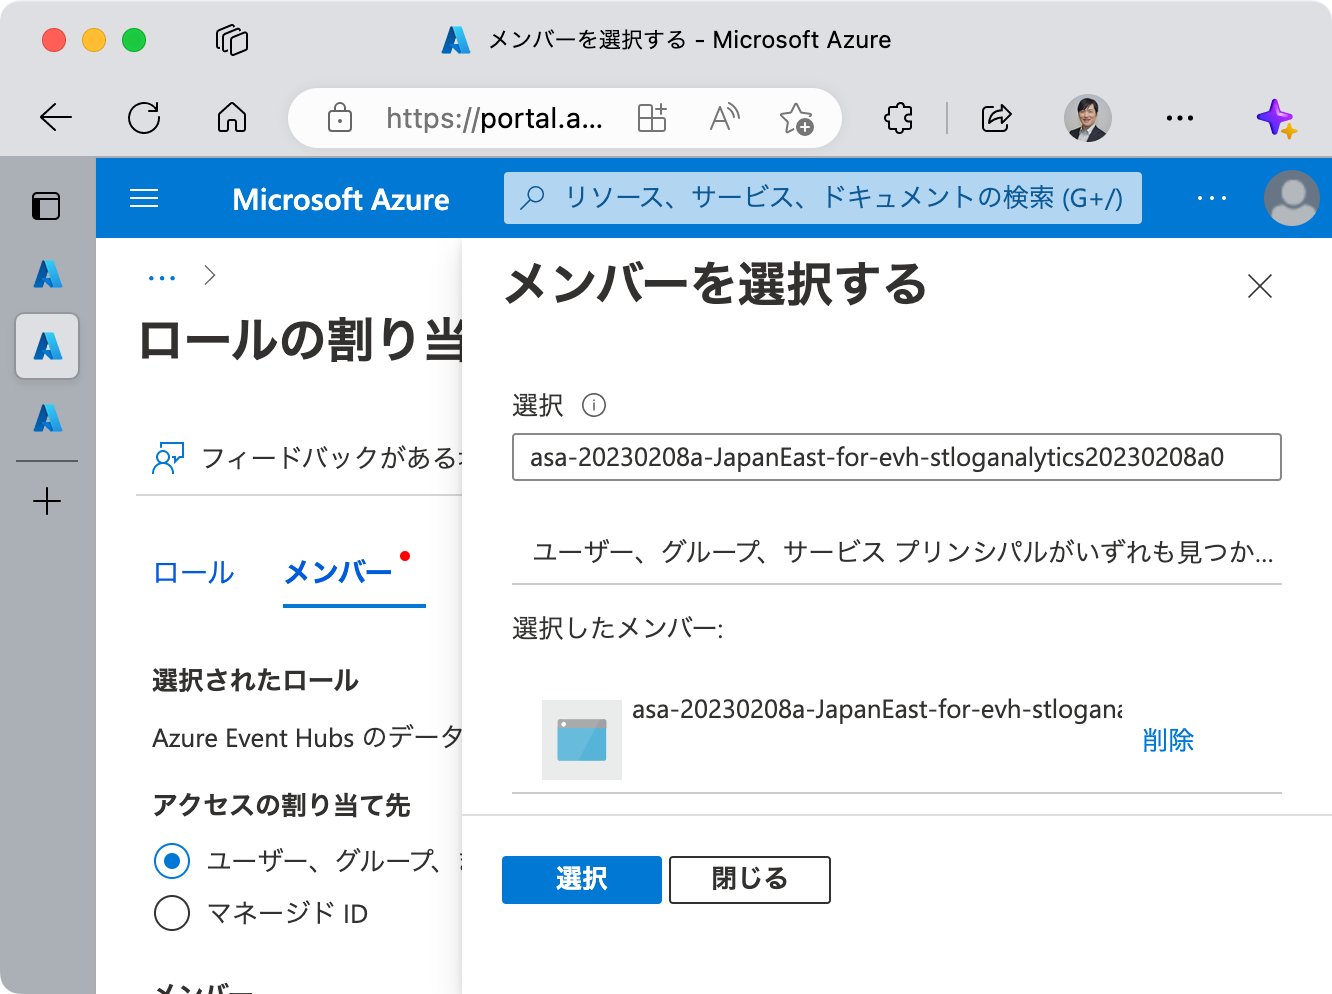 メンバーを選択する - Microsoft Azure
https://portal.a...
Microsoft Azure
リソース、サービス、ドキュメントの検索 (G+/)
ロールの割り当
フィードバックがある
ロール
メンバー
選択されたロール
Azure Event Hubs のデータ
アクセスの割り当て先
ユーザー、グループ、
マネージド ID
メンバー
メンバーを選択する
選択
asa-20230208a-JapanEast-for-evh-stloganalytics20230208a0
ユーザー、グループ、サービス プリンシパルがいずれも見つか...
選択したメンバー:
asa-20230208a-JapanEast-for-evh-stlogana
削除
選択
閉じる